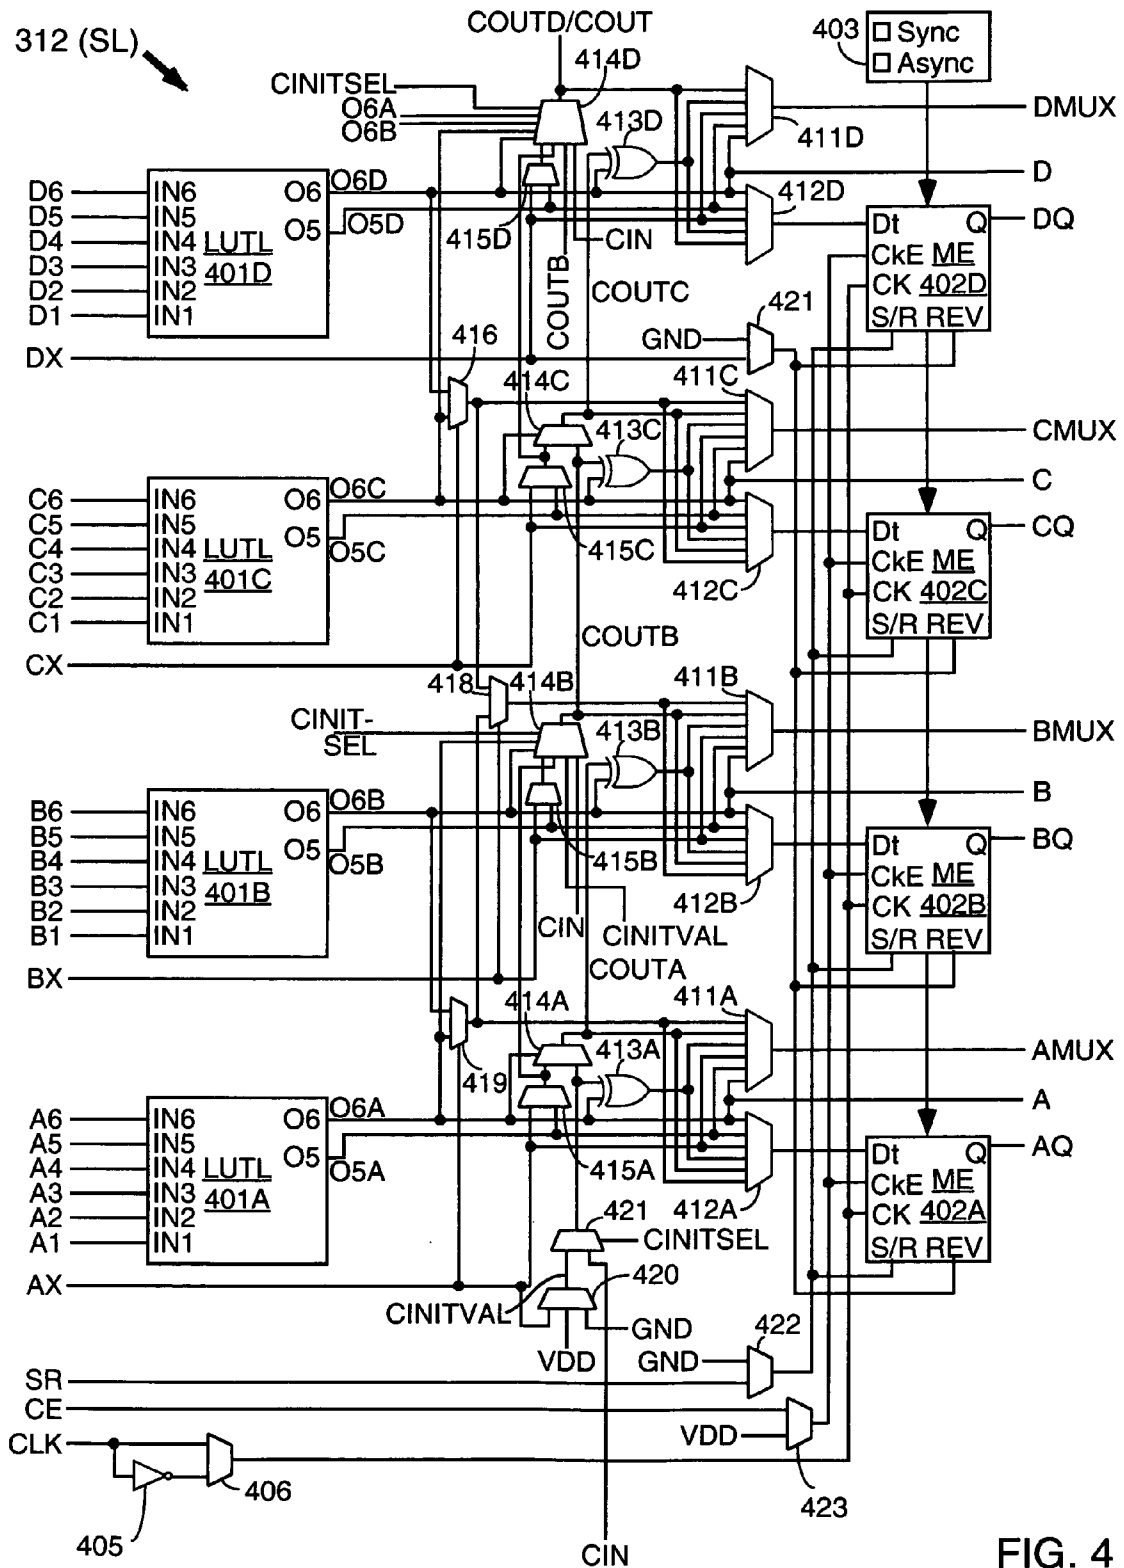 COUTD/COUT
312 (SL)
403
Sync
Async
414D
CINITSEL
O6A
O6B
413D
DMUX
411D
D
D6
D5
D4
D3
D2
D1
IN6
IN5
IN4
IN3
IN2
IN1
LUTL
401D
O6
O5
O6D
O5D
415D
CIN
COUTB
COUTC
412D
Dt
Q
CkE
ME
CK
402D
S/R
REV
DQ
DX
416
GND
421
414C
411C
413C
CMUX
C
C6
C5
C4
C3
C2
C1
IN6
IN5
IN4
IN3
IN2
IN1
LUTL
401C
O6
O5
O6C
O5C
415C
412C
Dt
Q
CkE
ME
CK
402C
S/R
REV
CQ
CX
COUTB
418
414B
411B
CINIT-
SEL
413B
BMUX
B
B6
B5
B4
B3
B2
B1
IN6
IN5
IN4
IN3
IN2
IN1
LUTL
401B
O6
O5
O6B
O5B
415B
412B
CIN
CINITVAL
Dt
Q
CkE
ME
CK
402B
S/R
REV
BQ
BX
COUTA
414A
411A
413A
419
AMUX
A
A6
A5
A4
A3
A2
A1
IN6
IN5
IN4
IN3
IN2
IN1
LUTL
401A
O6
O5
O6A
O5A
415A
412A
Dt
Q
CkE
ME
CK
402A
S/R
REV
AQ
421
CINITSEL
AX
420
CINITVAL
GND
VDD
422
GND
SR
CE
VDD
CLK
406
423
405
CIN
FIG. 4